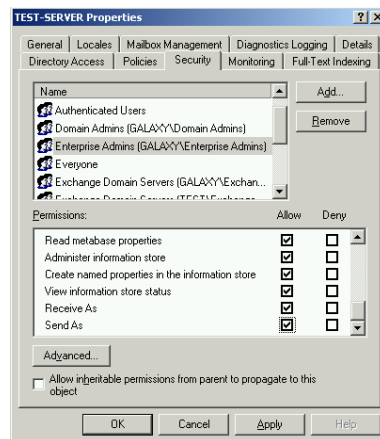 TEST-SERVER Properties
General Locales Mailbox Management Diagnostics Logging Details
Directory Access Policies Security Monitoring Full-Text Indexing
Name
Authenticated Users
Domain Admins (GALAXY\Domain Admins)
Enterprise Admins (GALAXY\Enterprise Admins)
Everyone
Exchange Domain Servers (GALAXY\Exchan...
Add...
Remove
Permissions: Allow Deny
Read metabase properties
Administer information store
Create named properties in the information store
View information store status
Receive As
Send As
Advanced...
Allow inheritable permissions from parent to propagate to this
object
OK Cancel Apply Help